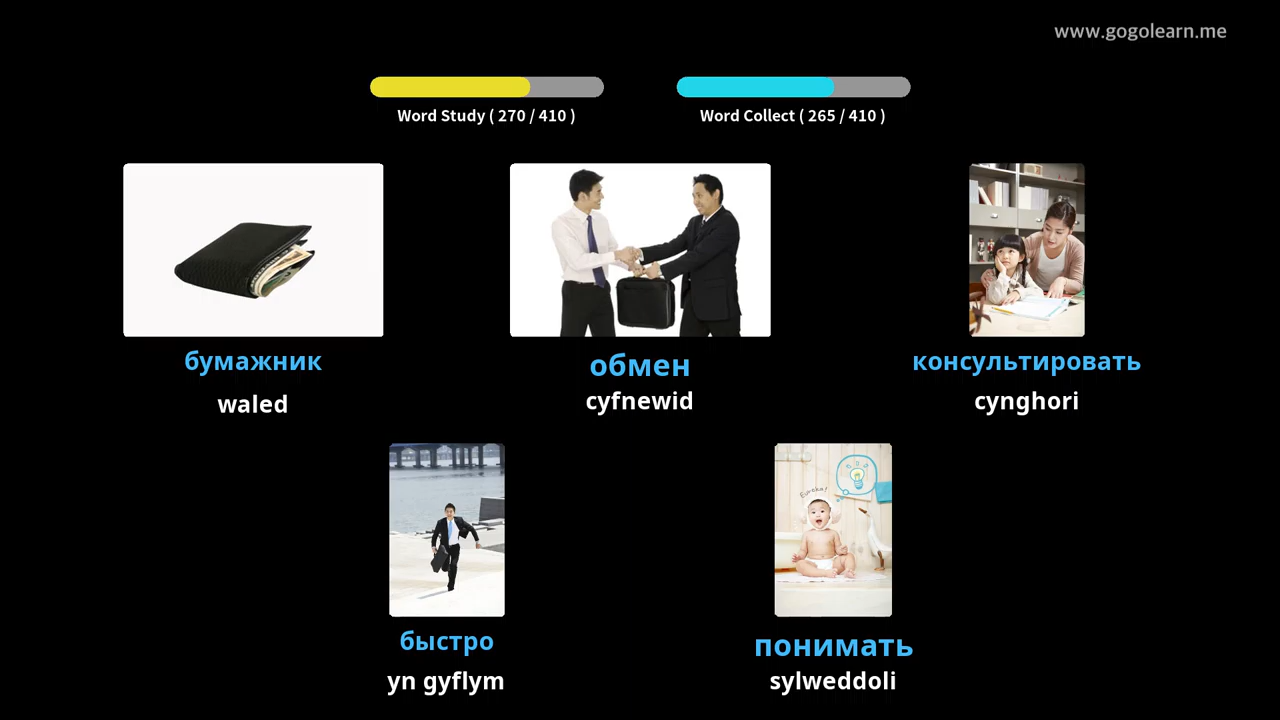 www.gogolearn.me
Word Study ( 270 / 410 )
Word Collect ( 265 / 410 )
бумажник
waled
обмен
cyfnewid
консультировать
cynghori
Eureka!
быстро
yn gyflym
понимать
sylweddoli